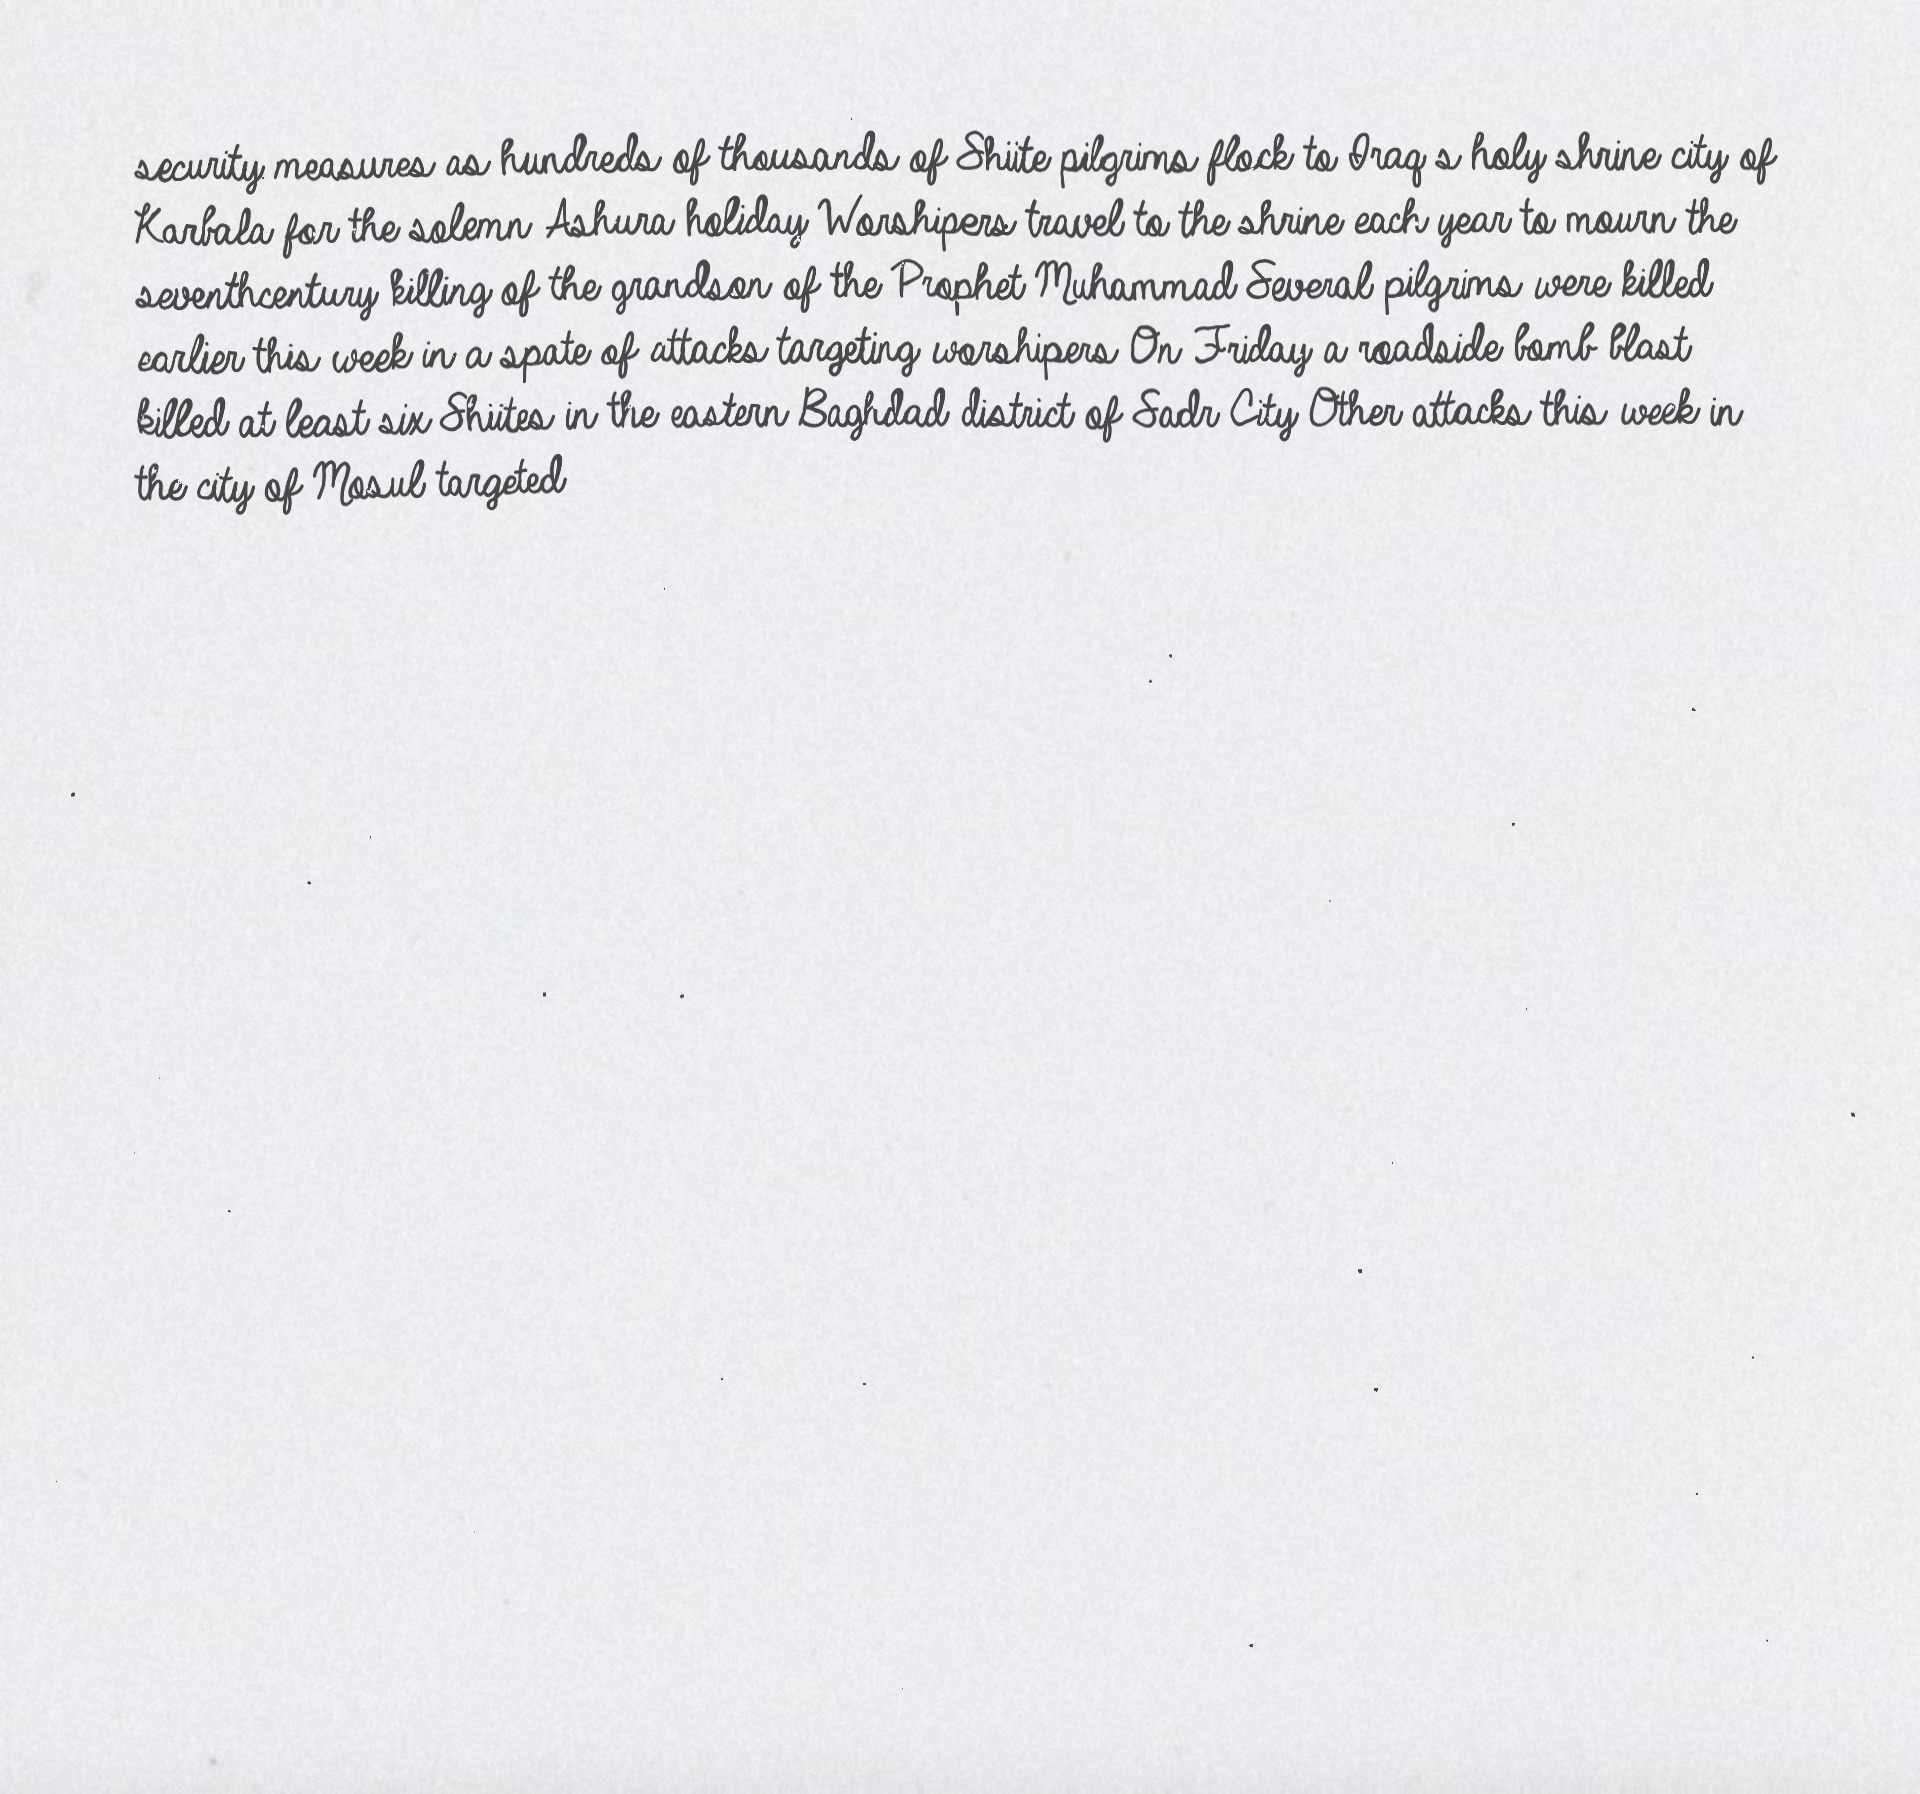 security measures as hundreds of thousands of Shiite pilgrims flock to Iraq s holy shrine city of
Karbala for the solemn Ashura holiday Worshipers travel to the shrine each year to mourn the
seventhcentury killing of the grandson of the Prophet Muhammad Several pilgrims were killed
earlier this week in a spate of attacks targeting worshipers On Friday a roadside bomb blast
killed at least six Shiites in the eastern Baghdad district of Sadr City Other attacks this week in
the city of Mosul targeted